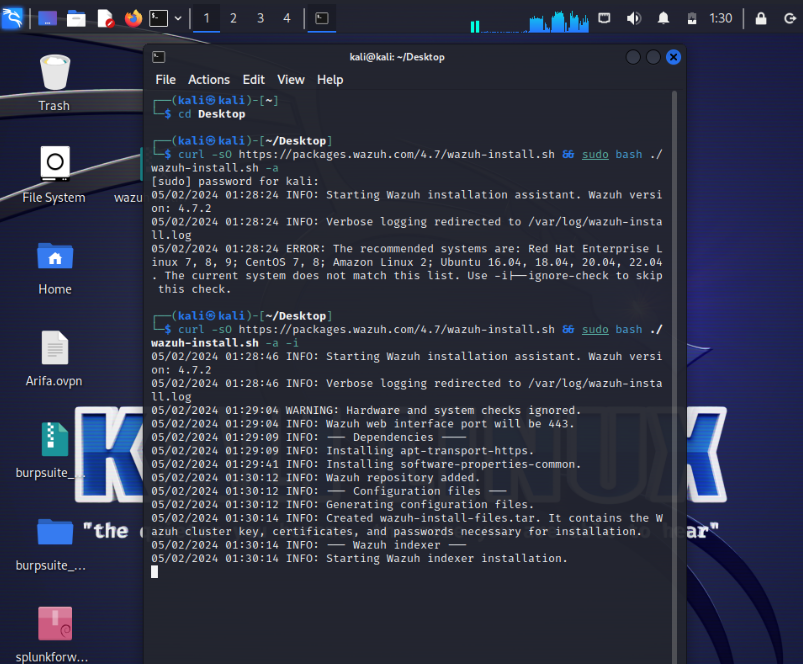 1 2 3 4
1:30
kali@kali: ~/Desktop
File Actions Edit View Help
Trash
File System
wazu
Home
Arifa.ovpn
burpsuite_...
burpsuite_...
splunkforw...
┌──(kali㉿kali)-[~]
└─$ cd Desktop
┌──(kali㉿kali)-[~/Desktop]
└─$ curl -sO https://packages.wazuh.com/4.7/wazuh-install.sh && sudo bash ./
wazuh-install.sh -a
[sudo] password for kali:
05/02/2024 01:28:24 INFO: Starting Wazuh installation assistant. Wazuh versi
on: 4.7.2
05/02/2024 01:28:24 INFO: Verbose logging redirected to /var/log/wazuh-insta
ll.log
05/02/2024 01:28:24 ERROR: The recommended systems are: Red Hat Enterprise L
inux 7, 8, 9; CentOS 7, 8; Amazon Linux 2; Ubuntu 16.04, 18.04, 20.04, 22.04
. The current system does not match this list. Use -i|--ignore-check to skip
this check.
┌──(kali㉿kali)-[~/Desktop]
└─$ curl -sO https://packages.wazuh.com/4.7/wazuh-install.sh && sudo bash ./
wazuh-install.sh -a -i
05/02/2024 01:28:46 INFO: Starting Wazuh installation assistant. Wazuh versi
on: 4.7.2
05/02/2024 01:28:46 INFO: Verbose logging redirected to /var/log/wazuh-insta
ll.log
05/02/2024 01:29:04 WARNING: Hardware and system checks ignored.
05/02/2024 01:29:04 INFO: Wazuh web interface port will be 443.
05/02/2024 01:29:09 INFO: --- Dependencies ----
05/02/2024 01:29:09 INFO: Installing apt-transport-https.
05/02/2024 01:29:41 INFO: Installing software-properties-common.
05/02/2024 01:30:12 INFO: Wazuh repository added.
05/02/2024 01:30:12 INFO: --- Configuration files ---
05/02/2024 01:30:12 INFO: Generating configuration files.
05/02/2024 01:30:14 INFO: Created wazuh-install-files.tar. It contains the W
azuh cluster key, certificates, and passwords necessary for installation.
05/02/2024 01:30:14 INFO: --- Wazuh indexer ---
05/02/2024 01:30:14 INFO: Starting Wazuh indexer installation.
K NUX
"the ear"